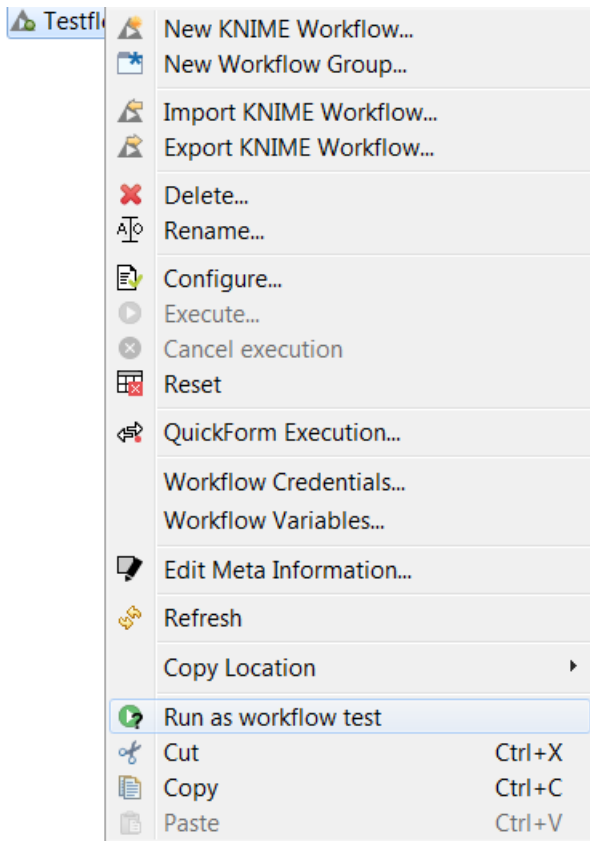 Testfl
New KNIME Workflow...
New Workflow Group...
Import KNIME Workflow...
Export KNIME Workflow...
Delete...
Rename...
Configure...
Execute...
Cancel execution
Reset
QuickForm Execution...
Workflow Credentials...
Workflow Variables...
Edit Meta Information...
Refresh
Copy Location
Run as workflow test
Cut Ctrl+X
Copy Ctrl+C
Paste Ctrl+V